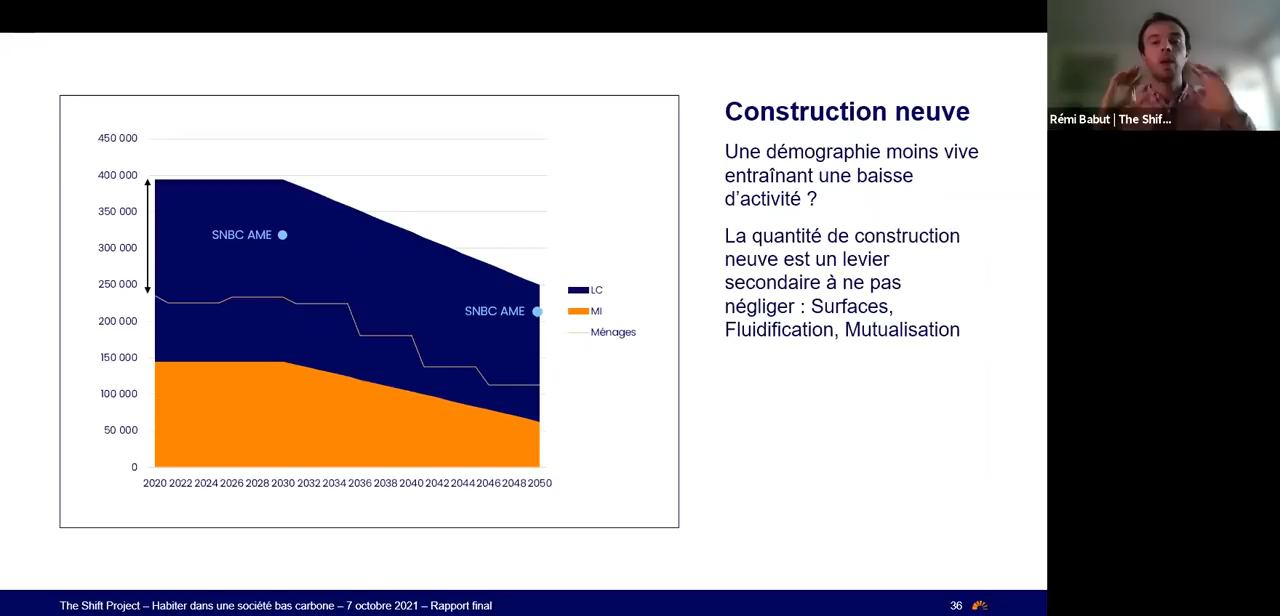 Construction neuve
Une démographie moins vive
entraînant une baisse
d'activité ?
La quantité de construction
neuve est un levier
secondaire à ne pas
négliger : Surfaces,
Fluidification, Mutualisation
450 000
400 000
350 000
300 000
250 000
200 000
150 000
100 000
50 000
0
SNBC AME
SNBC AME
LC
MI
Ménages
2020 2022 2024 2026 2028 2030 2032 2034 2036 2038 2040 2042 2044 2046 2048 2050
The Shift Project – Habiter dans une société bas carbone – 7 octobre 2021 – Rapport final
36
Rémi Babut | The Shif...